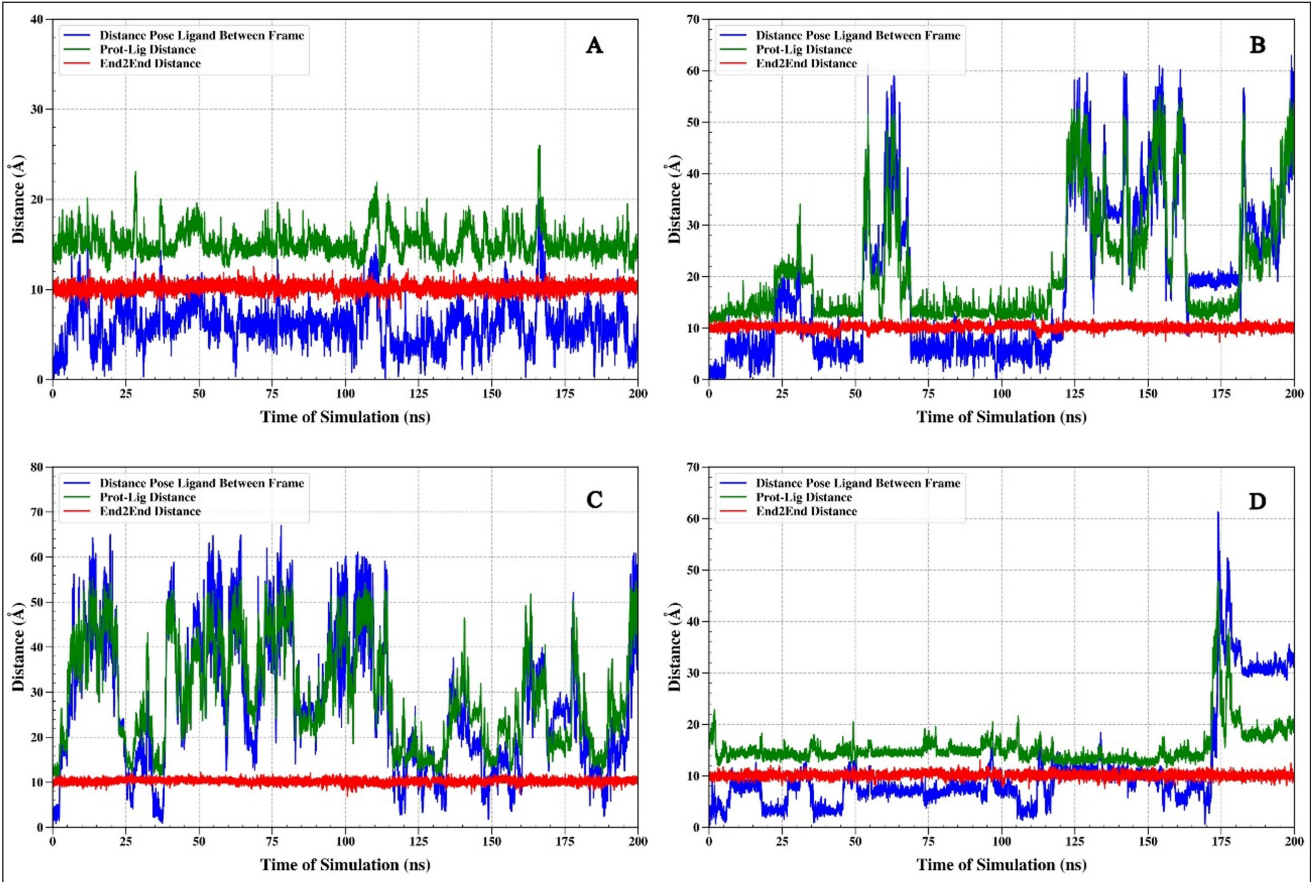 A
Distance Pose Ligand Between Frame
Prot-Lig Distance
End2End Distance
Distance (Å)
40
30
20
10
0
0 25 50 75 100 125 150 175 200
Time of Simulation (ns)
B
Distance Pose Ligand Between Frame
Prot-Lig Distance
End2End Distance
Distance (Å)
70
60
50
40
30
20
10
0
0 25 50 75 100 125 150 175 200
Time of Simulation (ns)
C
Distance Pose Ligand Between Frame
Prot-Lig Distance
End2End Distance
Distance (Å)
80
70
60
50
40
30
20
10
0
0 25 50 75 100 125 150 175 200
Time of Simulation (ns)
D
Distance Pose Ligand Between Frame
Prot-Lig Distance
End2End Distance
Distance (Å)
70
60
50
40
30
20
10
0
0 25 50 75 100 125 150 175 200
Time of Simulation (ns)